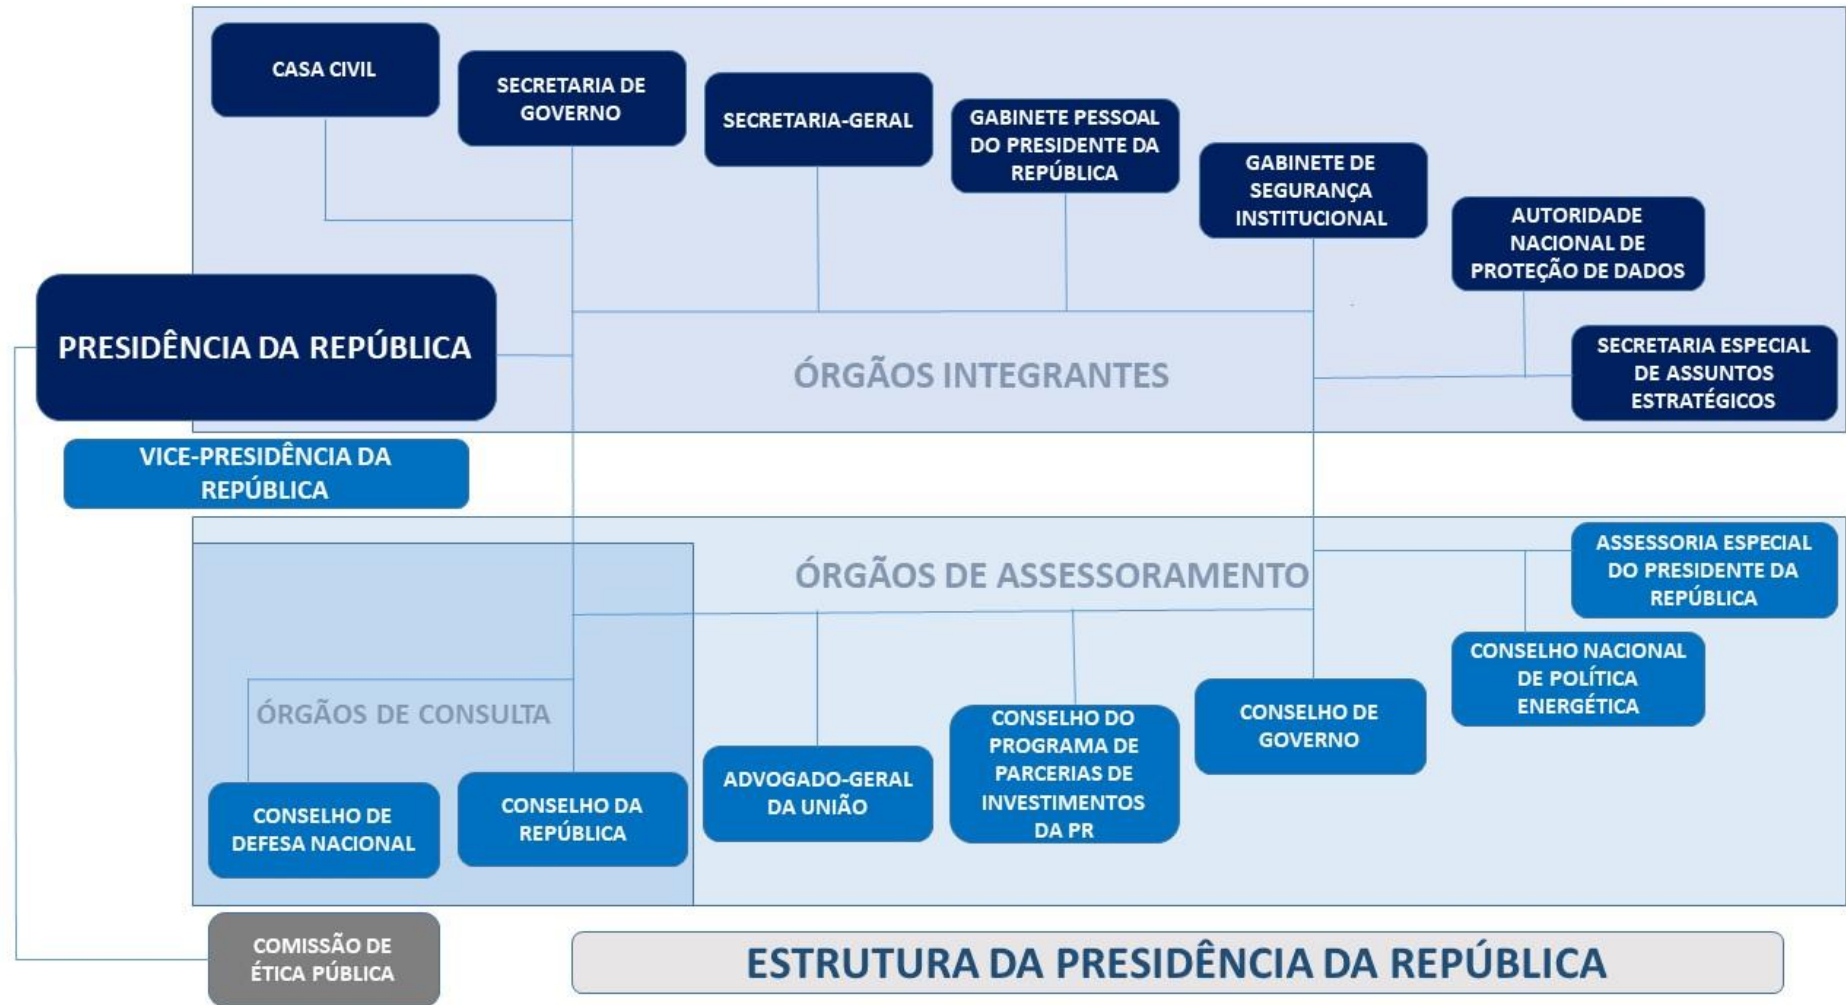 CASA CIVIL
SECRETARIA DE
GOVERNO
SECRETARIA-GERAL
GABINETE PESSOAL
DO PRESIDENTE DA
REPÚBLICA
GABINETE DE
SEGURANÇA
INSTITUCIONAL
AUTORIDADE
NACIONAL DE
PROTEÇÃO DE DADOS
PRESIDÊNCIA DA REPÚBLICA
ÓRGÃOS INTEGRANTES
SECRETARIA ESPECIAL
DE ASSUNTOS
ESTRATÉGICOS
VICE-PRESIDÊNCIA DA
REPÚBLICA
ÓRGÃOS DE ASSESSORAMENTO
ASSESSORIA ESPECIAL
DO PRESIDENTE DA
REPÚBLICA
CONSELHO NACIONAL
DE POLÍTICA
ENERGÉTICA
ÓRGÃOS DE CONSULTA
CONSELHO DE
DEFESA NACIONAL
CONSELHO DA
REPÚBLICA
ADVOGADO-GERAL
DA UNIÃO
CONSELHO DO
PROGRAMA DE
PARCERIAS DE
INVESTIMENTOS
DA PR
CONSELHO DE
GOVERNO
COMISSÃO DE
ÉTICA PÚBLICA
ESTRUTURA DA PRESIDÊNCIA DA REPÚBLICA